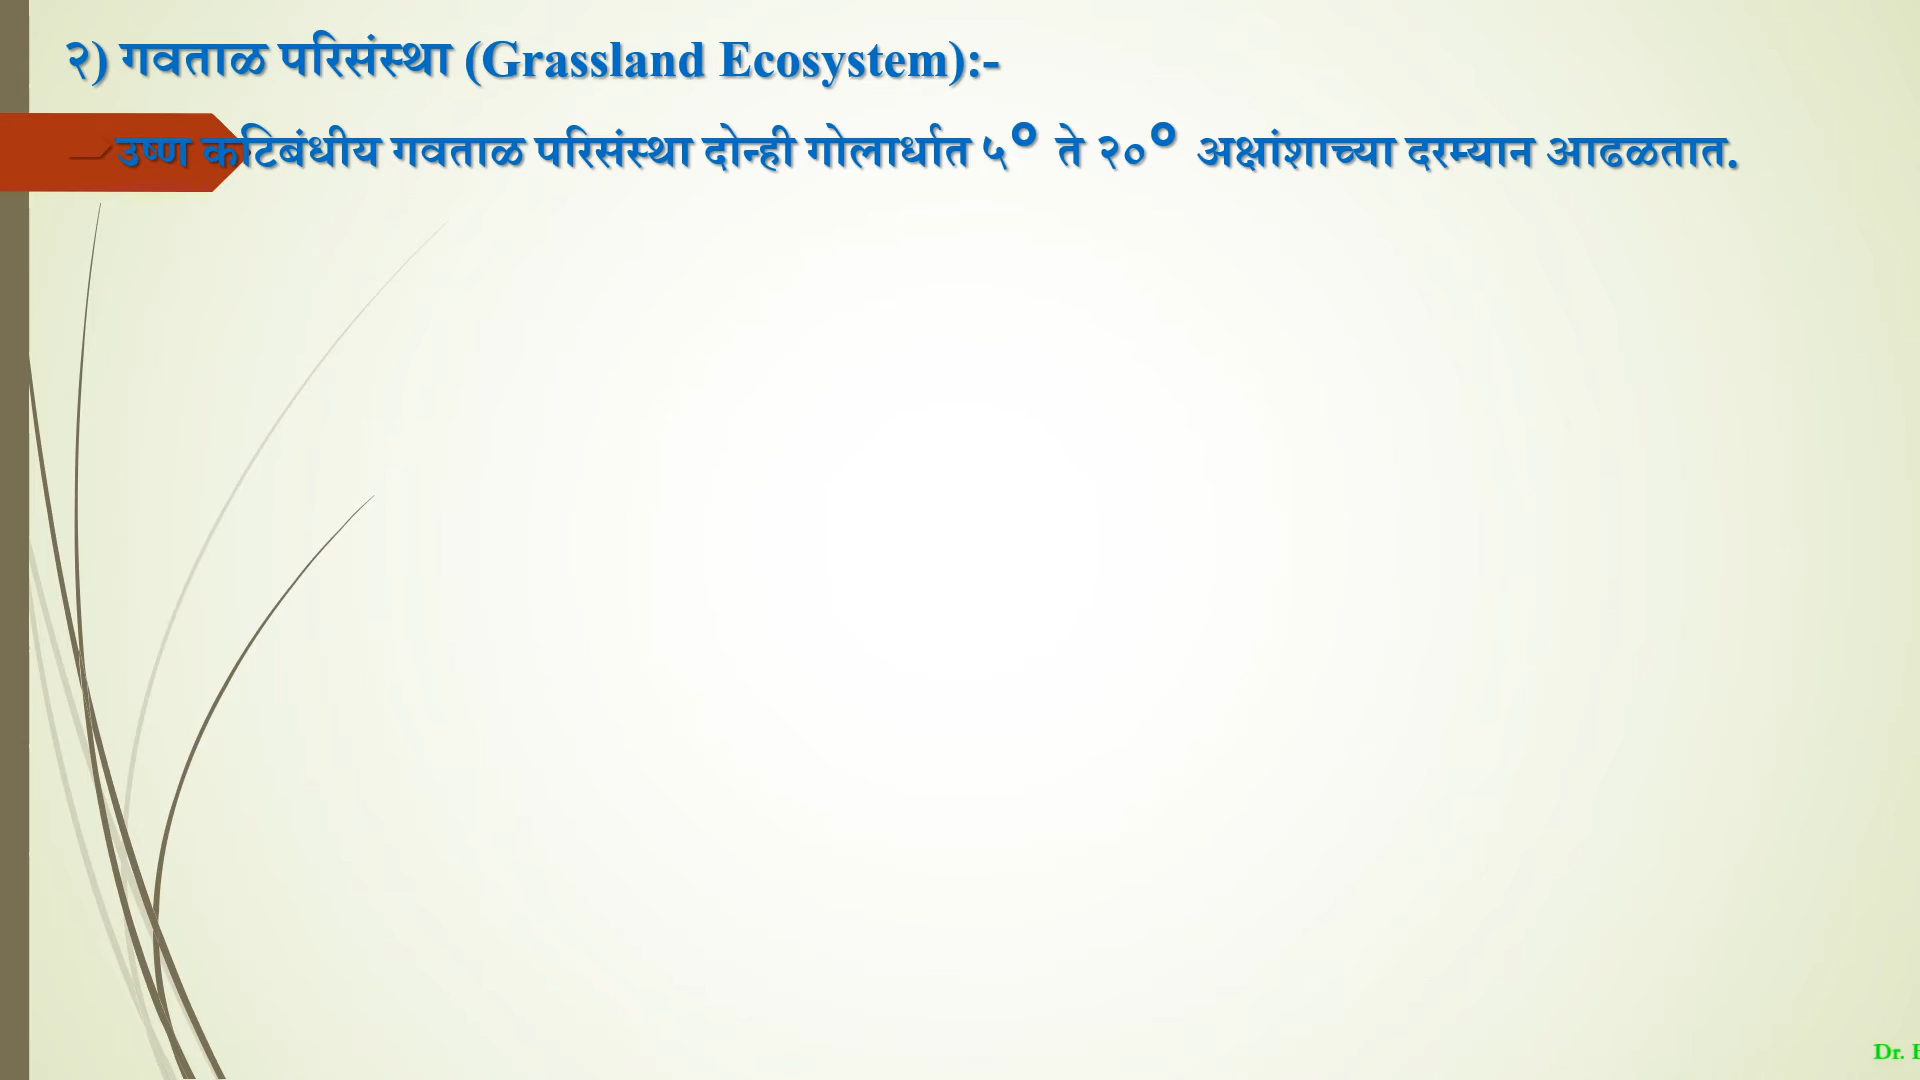 २) गवताळ परिसंस्था (Grassland Ecosystem):-
उष्ण कटिबंधीय गवताळ परिसंस्था दोन्ही गोलार्धात ५° ते २०° अक्षांशाच्या दरम्यान आढळतात.
Dr.